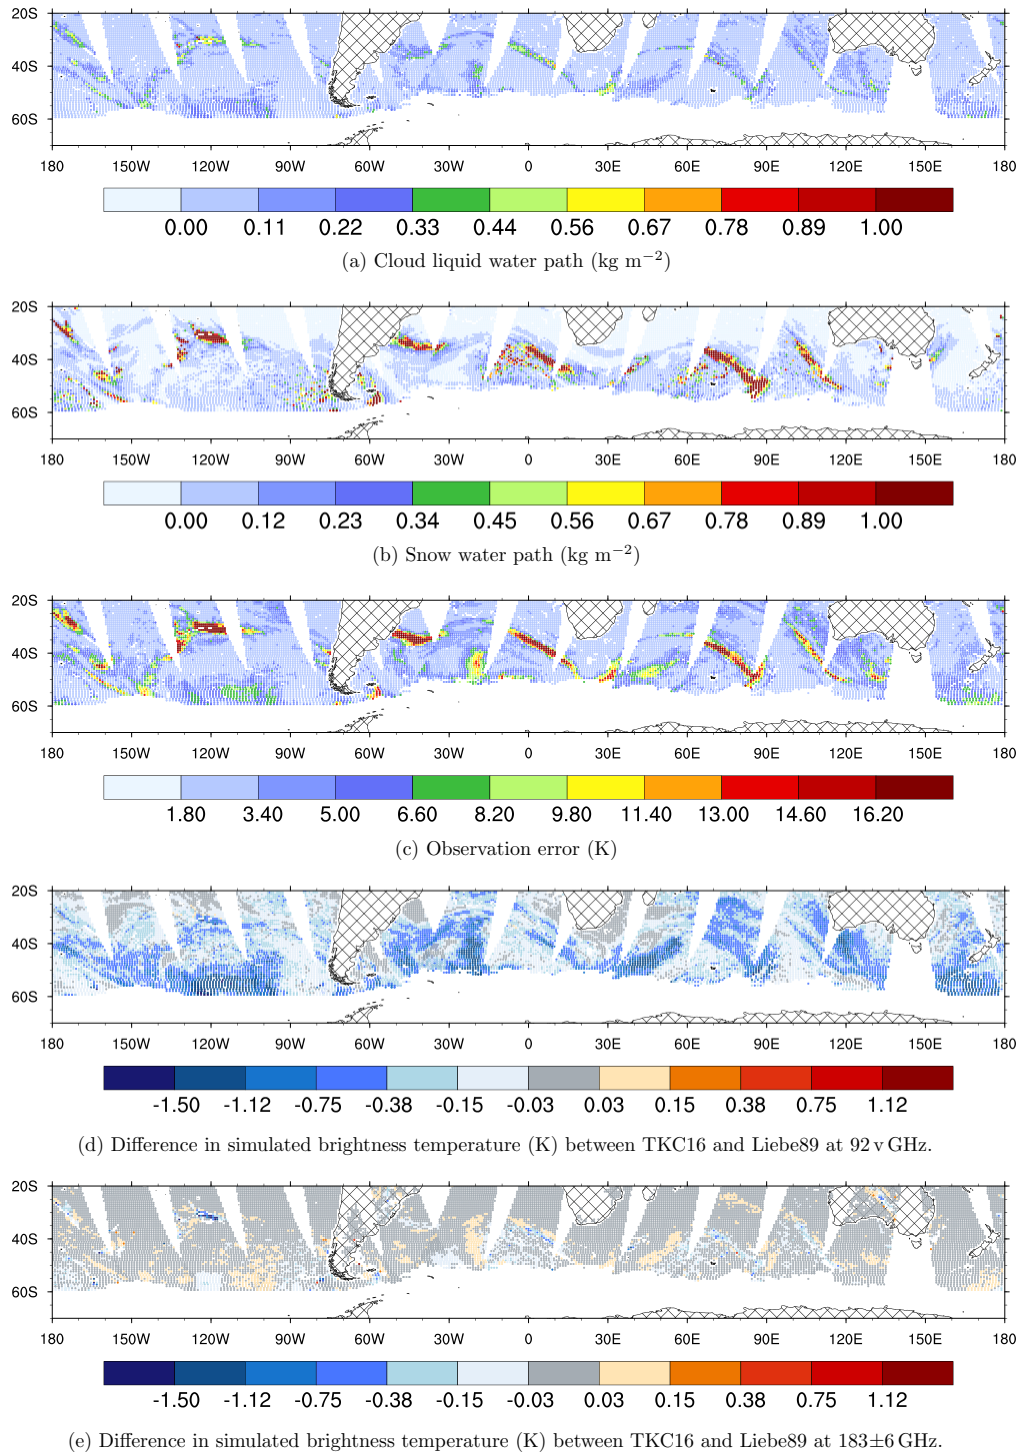 20S
40S
60S
180 150W 120W 90W 60W 30W 0 30E 60E 90E 120E 150E 180
0.00 0.11 0.22 0.33 0.44 0.56 0.67 0.78 0.89 1.00
(a) Cloud liquid water path (kg m−2)
20S
40S
60S
180 150W 120W 90W 60W 30W 0 30E 60E 90E 120E 150E 180
0.00 0.12 0.23 0.34 0.45 0.56 0.67 0.78 0.89 1.00
(b) Snow water path (kg m−2)
20S
40S
60S
180 150W 120W 90W 60W 30W 0 30E 60E 90E 120E 150E 180
1.80 3.40 5.00 6.60 8.20 9.80 11.40 13.00 14.60 16.20
(c) Observation error (K)
20S
40S
60S
180 150W 120W 90W 60W 30W 0 30E 60E 90E 120E 150E 180
-1.50 -1.12 -0.75 -0.38 -0.15 -0.03 0.03 0.15 0.38 0.75 1.12
(d) Difference in simulated brightness temperature (K) between TKC16 and Liebe89 at 92 v GHz.
20S
40S
60S
180 150W 120W 90W 60W 30W 0 30E 60E 90E 120E 150E 180
-1.50 -1.12 -0.75 -0.38 -0.15 -0.03 0.03 0.15 0.38 0.75 1.12
(e) Difference in simulated brightness temperature (K) between TKC16 and Liebe89 at 183±6 GHz.